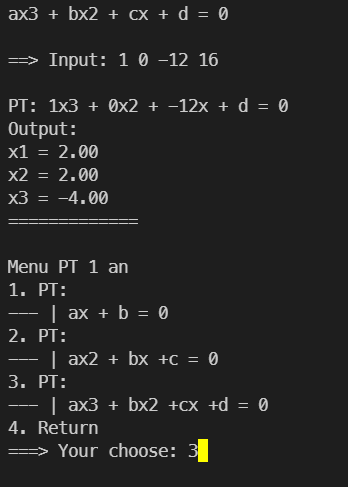 ax3 + bx2 + cx + d = 0
==> Input: 1 0 -12 16
PT: 1x3 + 0x2 + -12x + d = 0
Output:
x1 = 2.00
x2 = 2.00
x3 = -4.00
=============
Menu PT 1 an
1. PT:
--- | ax + b = 0
2. PT:
--- | ax2 + bx +c = 0
3. PT:
--- | ax3 + bx2 +cx +d = 0
4. Return
===> Your choose: 3